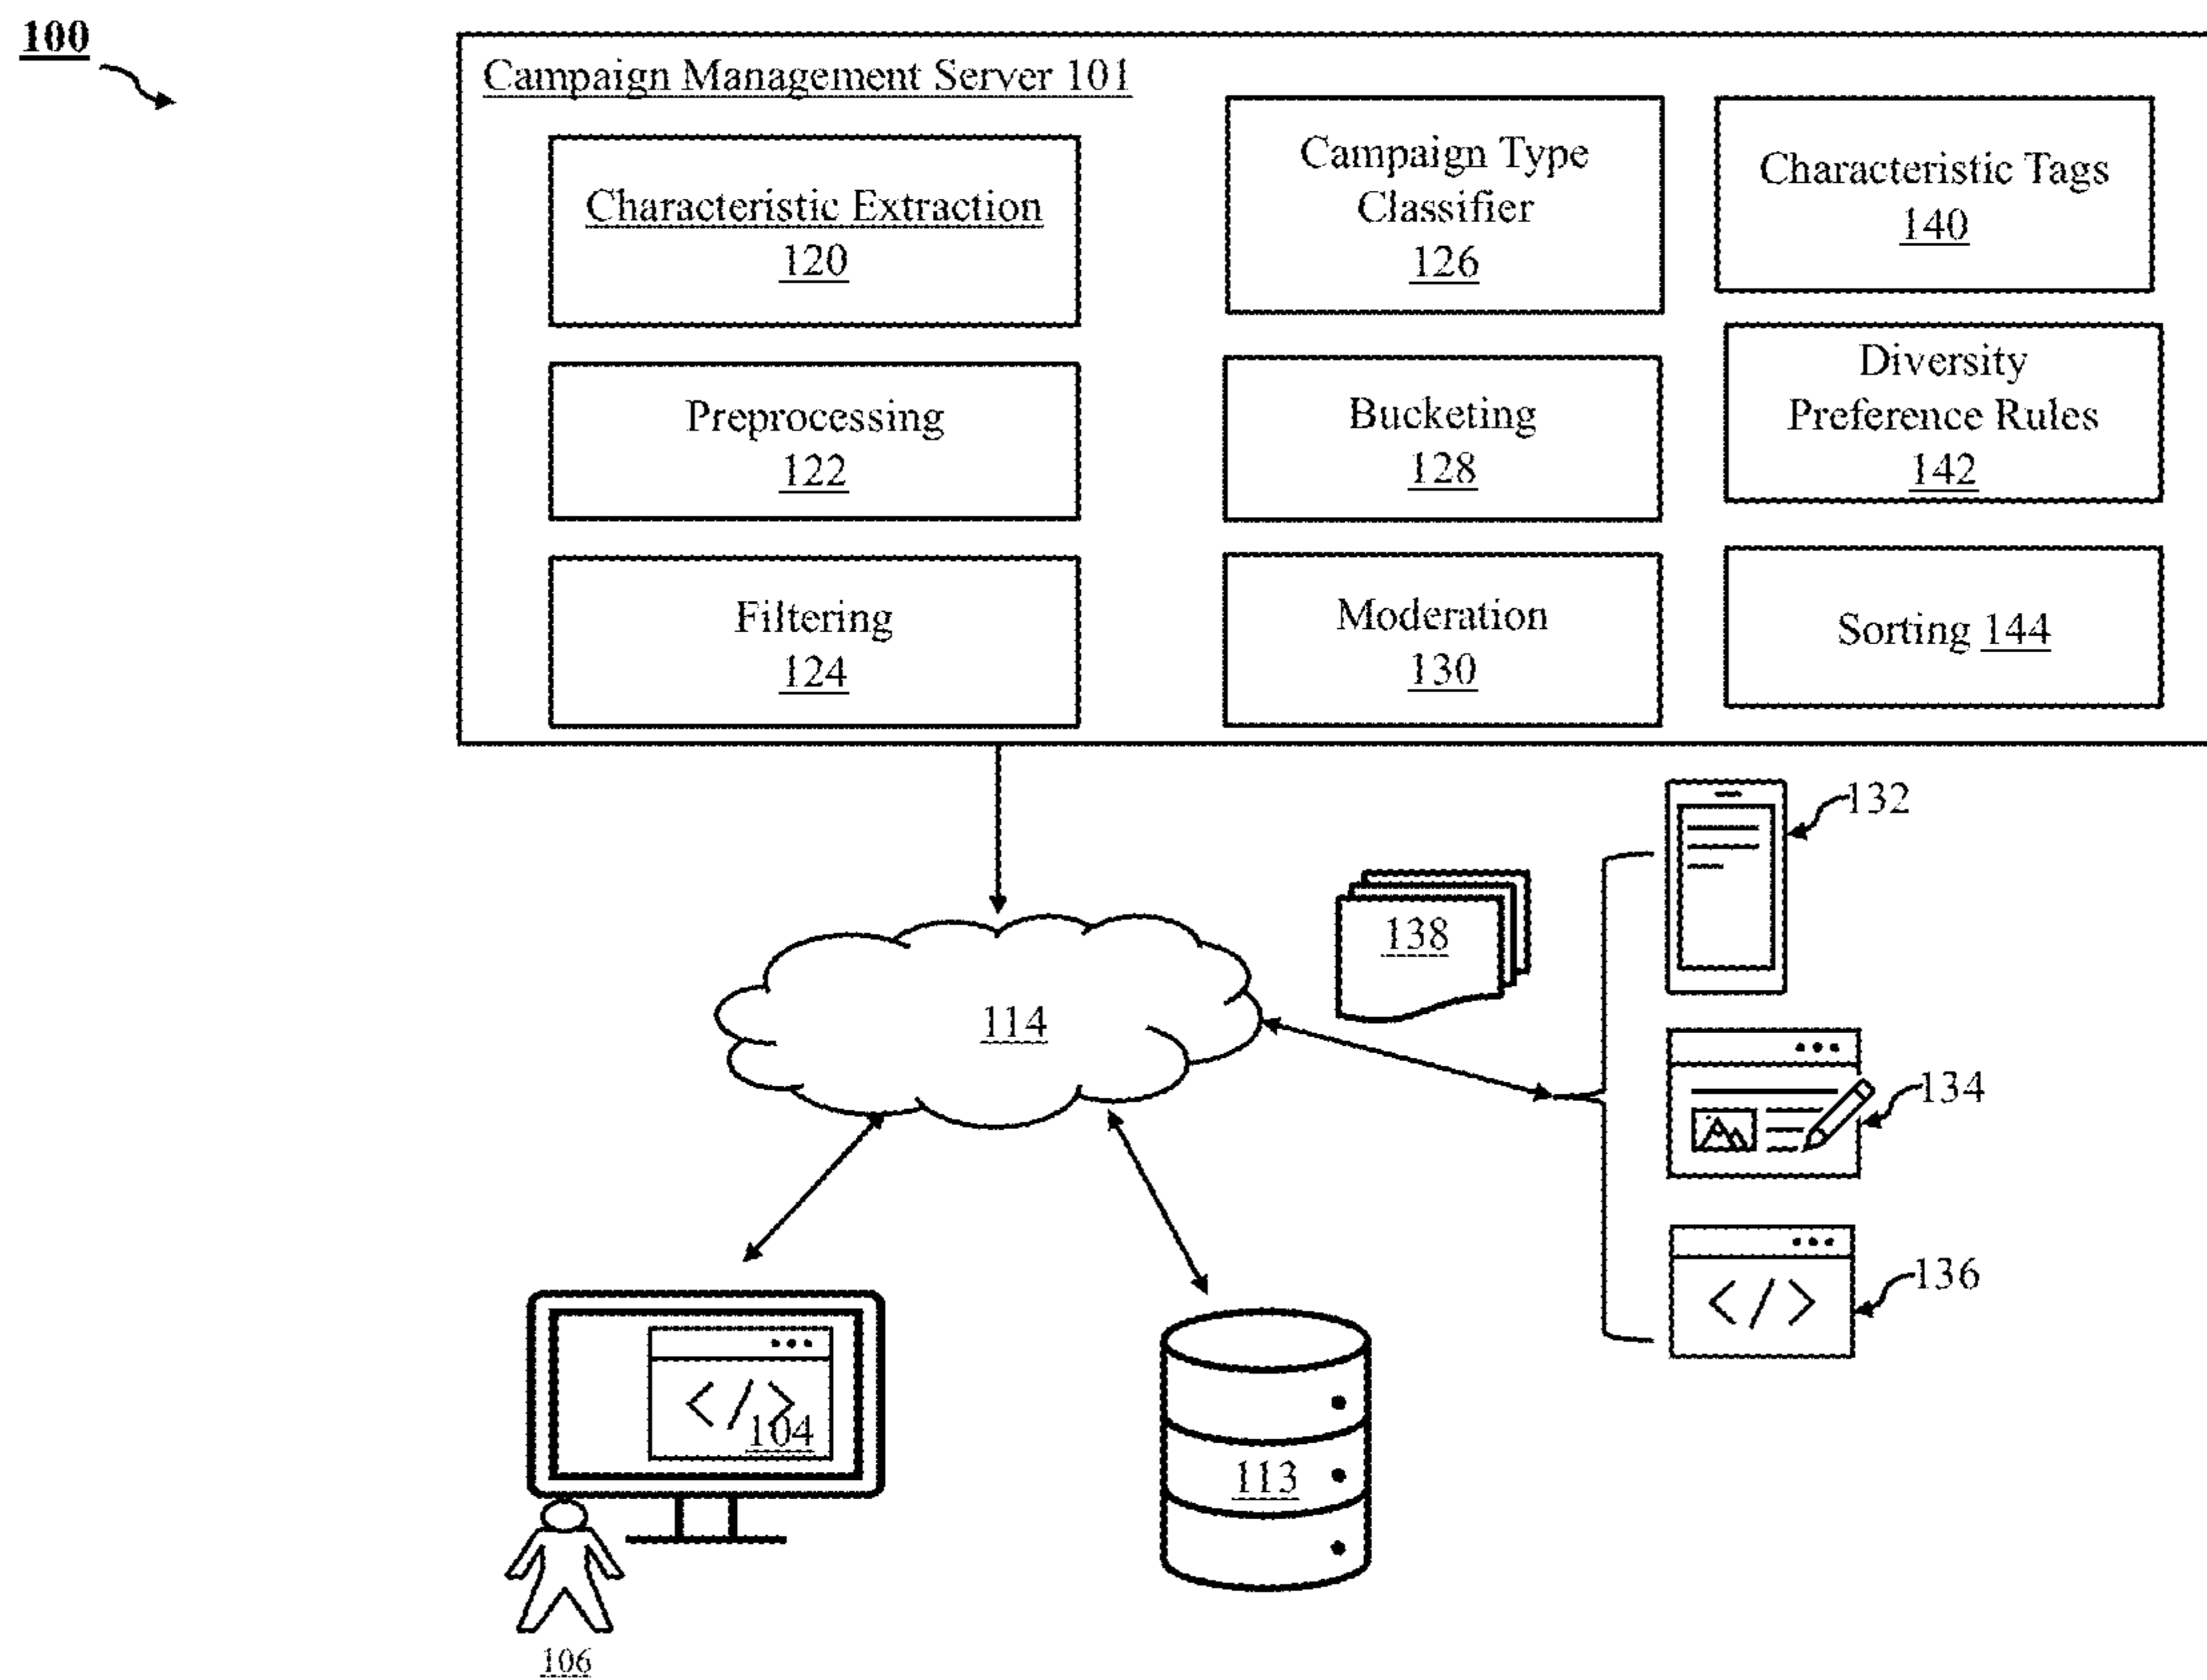 100
Campaign Management Server 101
Characteristic Extraction
120
Campaign Type
Classifier
126
Characteristic Tags
140
Preprocessing
122
Bucketing
128
Diversity
Preference Rules
142
Filtering
124
Moderation
130
Sorting 144
132
138
114
134
136
104
113
106